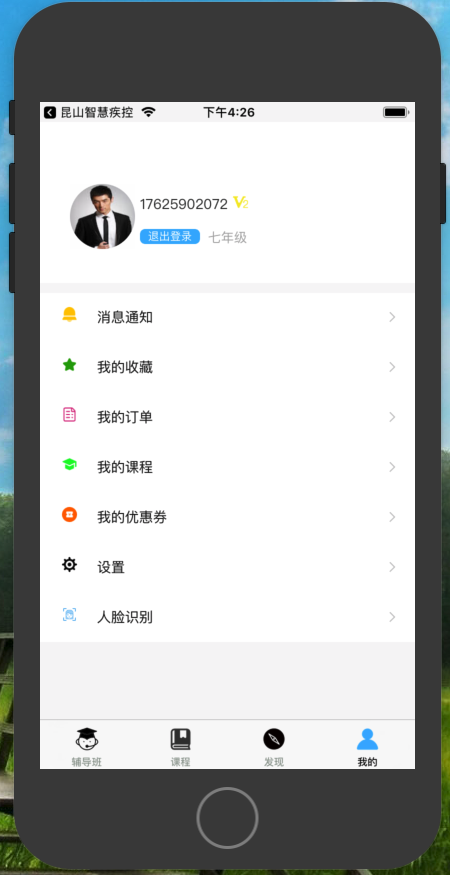 昆山智慧疾控 下午4:26
17625902072 V2
退出登录 七年级
消息通知
我的收藏
我的订单
我的课程
我的优惠券
设置
人脸识别
辅导班 课程 发现 我的